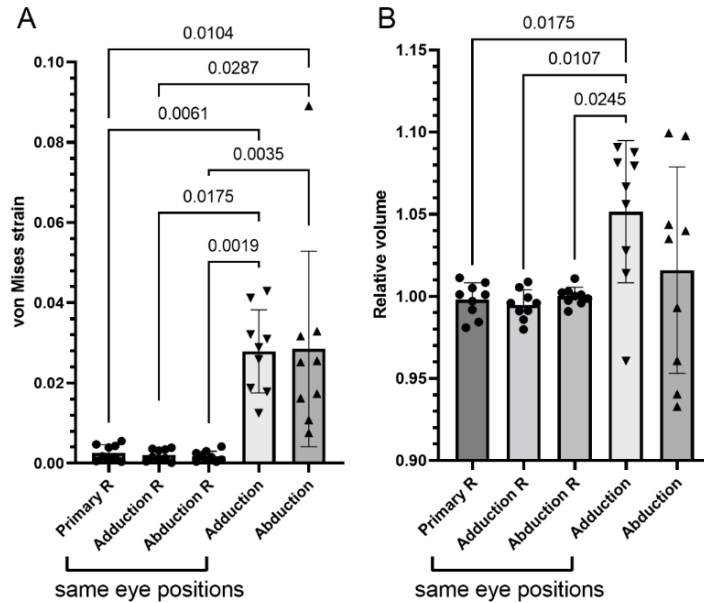 A
0.0104
0.0287
0.0061
0.0035
0.0175
0.0019
0.10
0.08
0.06
0.04
0.02
0.00
von Mises strain
Primary R
Adduction R
Abduction R
Adduction
Abduction
same eye positions
B
0.0175
0.0107
0.0245
1.15
1.10
1.05
1.00
0.95
0.90
Relative volume
Primary R
Adduction R
Abduction R
Adduction
Abduction
same eye positions